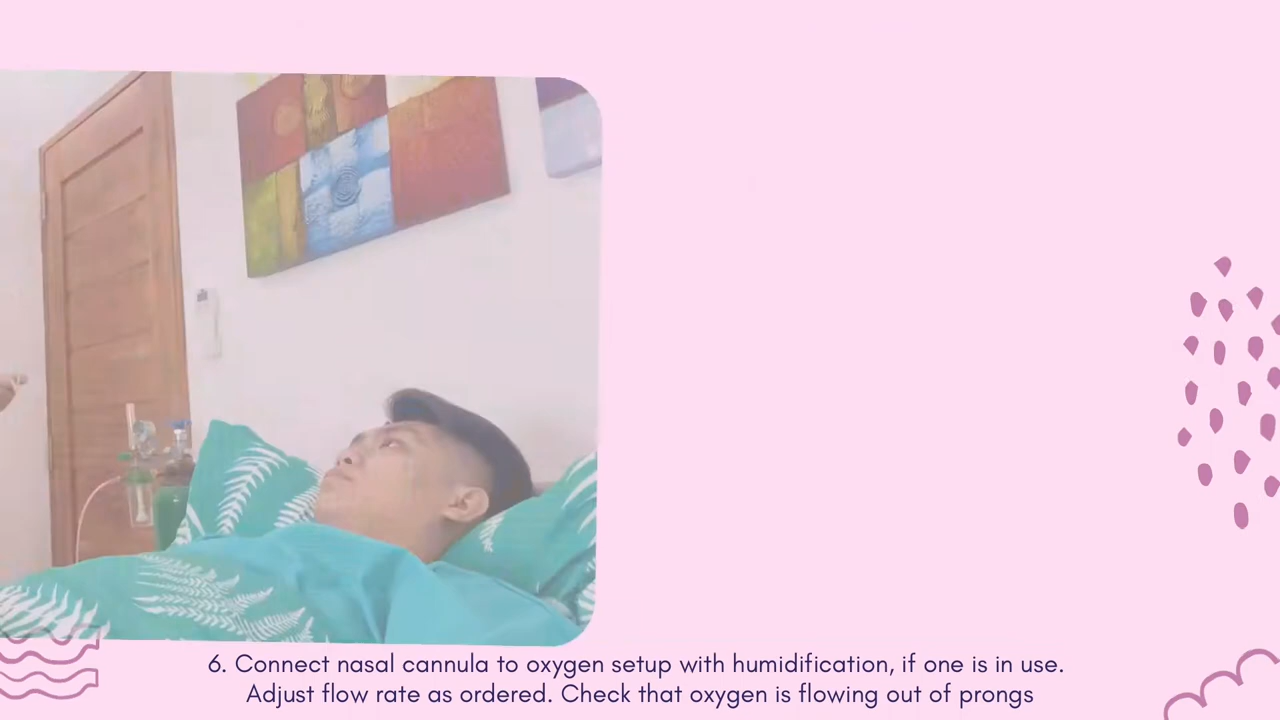 6. Connect nasal cannula to oxygen setup with humidification, if one is in use.
Adjust flow rate as ordered. Check that oxygen is flowing out of prongs